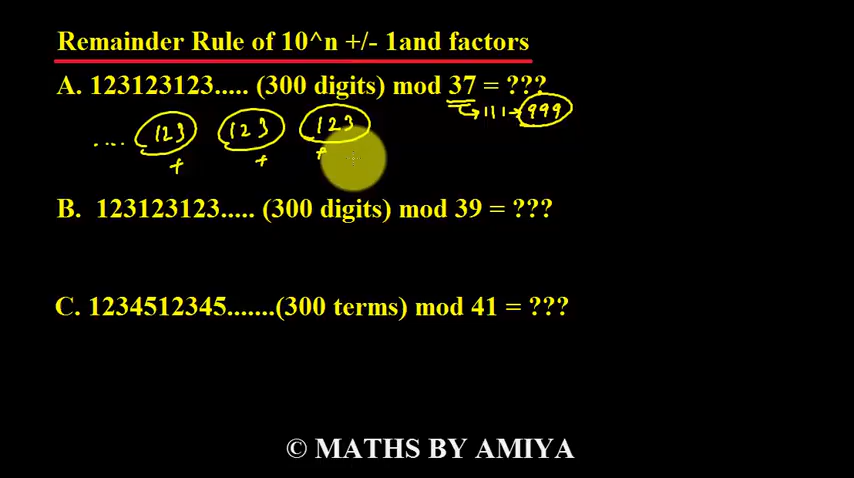 Remainder Rule of 10^n +/- 1and factors
A. 123123123..... (300 digits) mod 37 = ???
→ 111 → 999
.... 123 123 123
+ + +
B. 123123123..... (300 digits) mod 39 = ???
C. 1234512345.......(300 terms) mod 41 = ???
© MATHS BY AMIYA